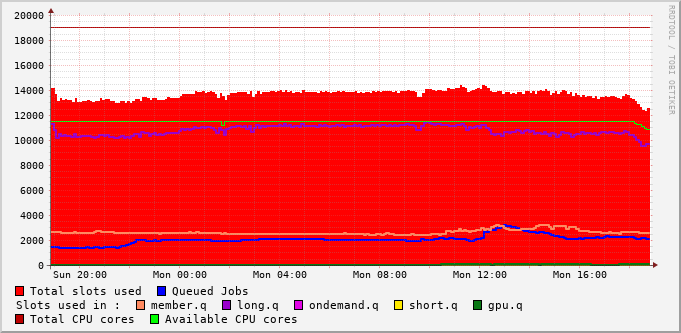 20000
18000
16000
14000
12000
10000
8000
6000
4000
2000
0
Sun 20:00 Mon 00:00 Mon 04:00 Mon 08:00 Mon 12:00 Mon 16:00
Total slots used Queued Jobs
Slots used in : member.q long.q ondemand.q short.q gpu.q
Total CPU cores Available CPU cores
RRDTOOL / TOBI OETIKER